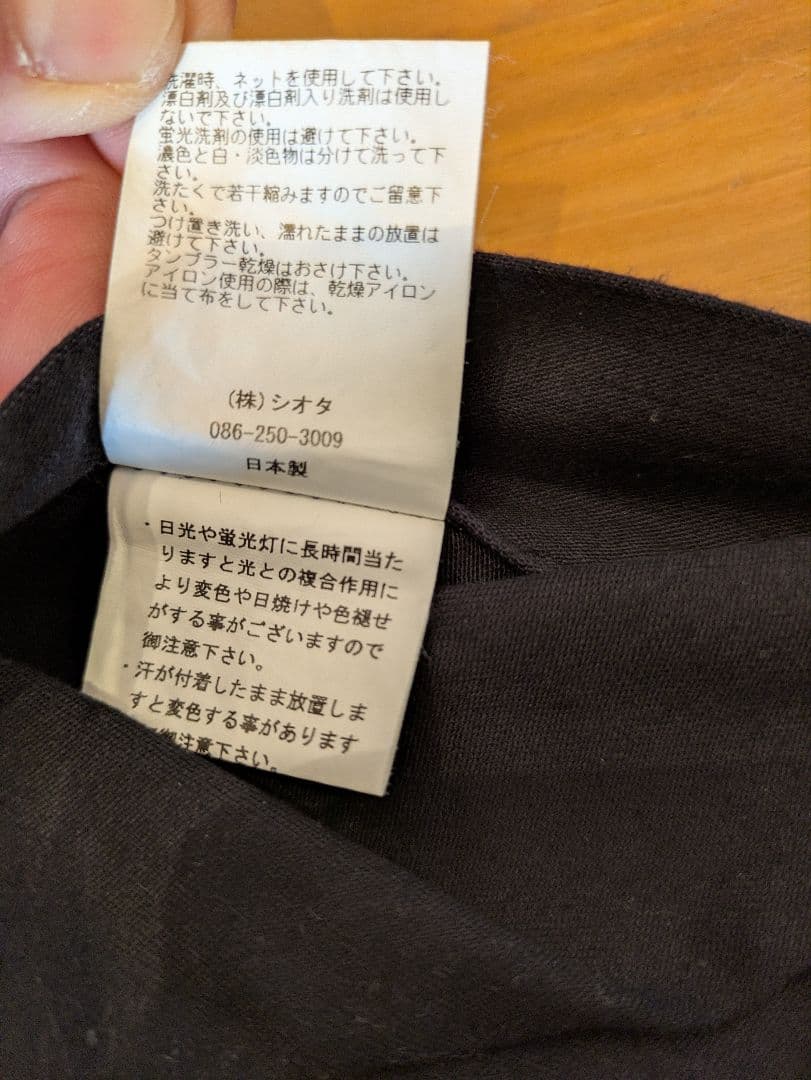 洗濯時、ネットを使用して下さい。
漂白剤及び漂白剤入り洗剤は使用し
ないで下さい。
蛍光洗剤の使用は避けて下さい。
濃色と白・淡色物は分けて洗って下
さい。
洗たくで若干縮みますのでご留意下
さい。
つけ置き洗い、濡れたままの放置は
避けて下さい。
タンブラー乾燥はおさけ下さい。
アイロン使用の際は、乾燥アイロン
に当て布をして下さい。
(株)シオタ
086-250-3009
日本製
・日光や蛍光灯に長時間当た
りますと光との複合作用に
より変色や日焼けや色褪せ
がする事がございますので
御注意下さい。
・汗が付着したまま放置しま
すと変色する事があります
御注意下さい。